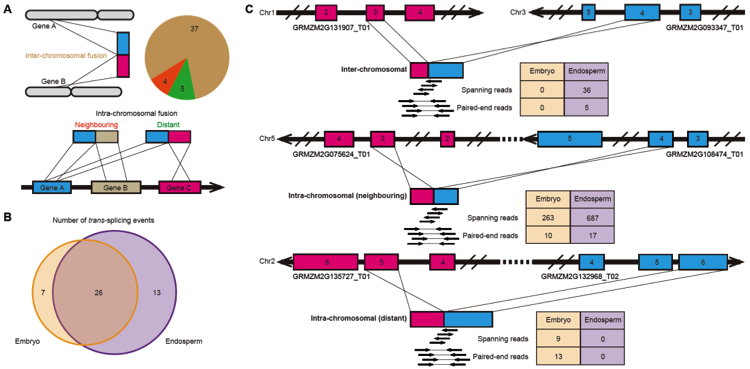 A
Gene A
Inter-chromosomal fusion
Gene B
37
4
5
Intra-chromosomal fusion
Neighbouring
Distant
Gene A
Gene B
Gene C
B
Number of trans-splicing events
7
26
13
Embryo
Endosperm
C
Chr1
2
3
GRMZM2G131907_T01
Chr3
5
4
3
GRMZM2G093347_T01
Inter-chromosomal
Embryo
Endosperm
Spanning reads
0
36
Paired-end reads
0
5
Chr5
4
3
2
GRMZM2G075624_T01
5
4
3
GRMZM2G108474_T01
Intra-chromosomal (neighbouring)
Embryo
Endosperm
Spanning reads
263
687
Paired-end reads
10
17
Chr2
5
4
GRMZM2G135727_T01
4
5
6
GRMZM2G132968_T02
Intra-chromosomal (distant)
Embryo
Endosperm
Spanning reads
9
0
Paired-end reads
13
0